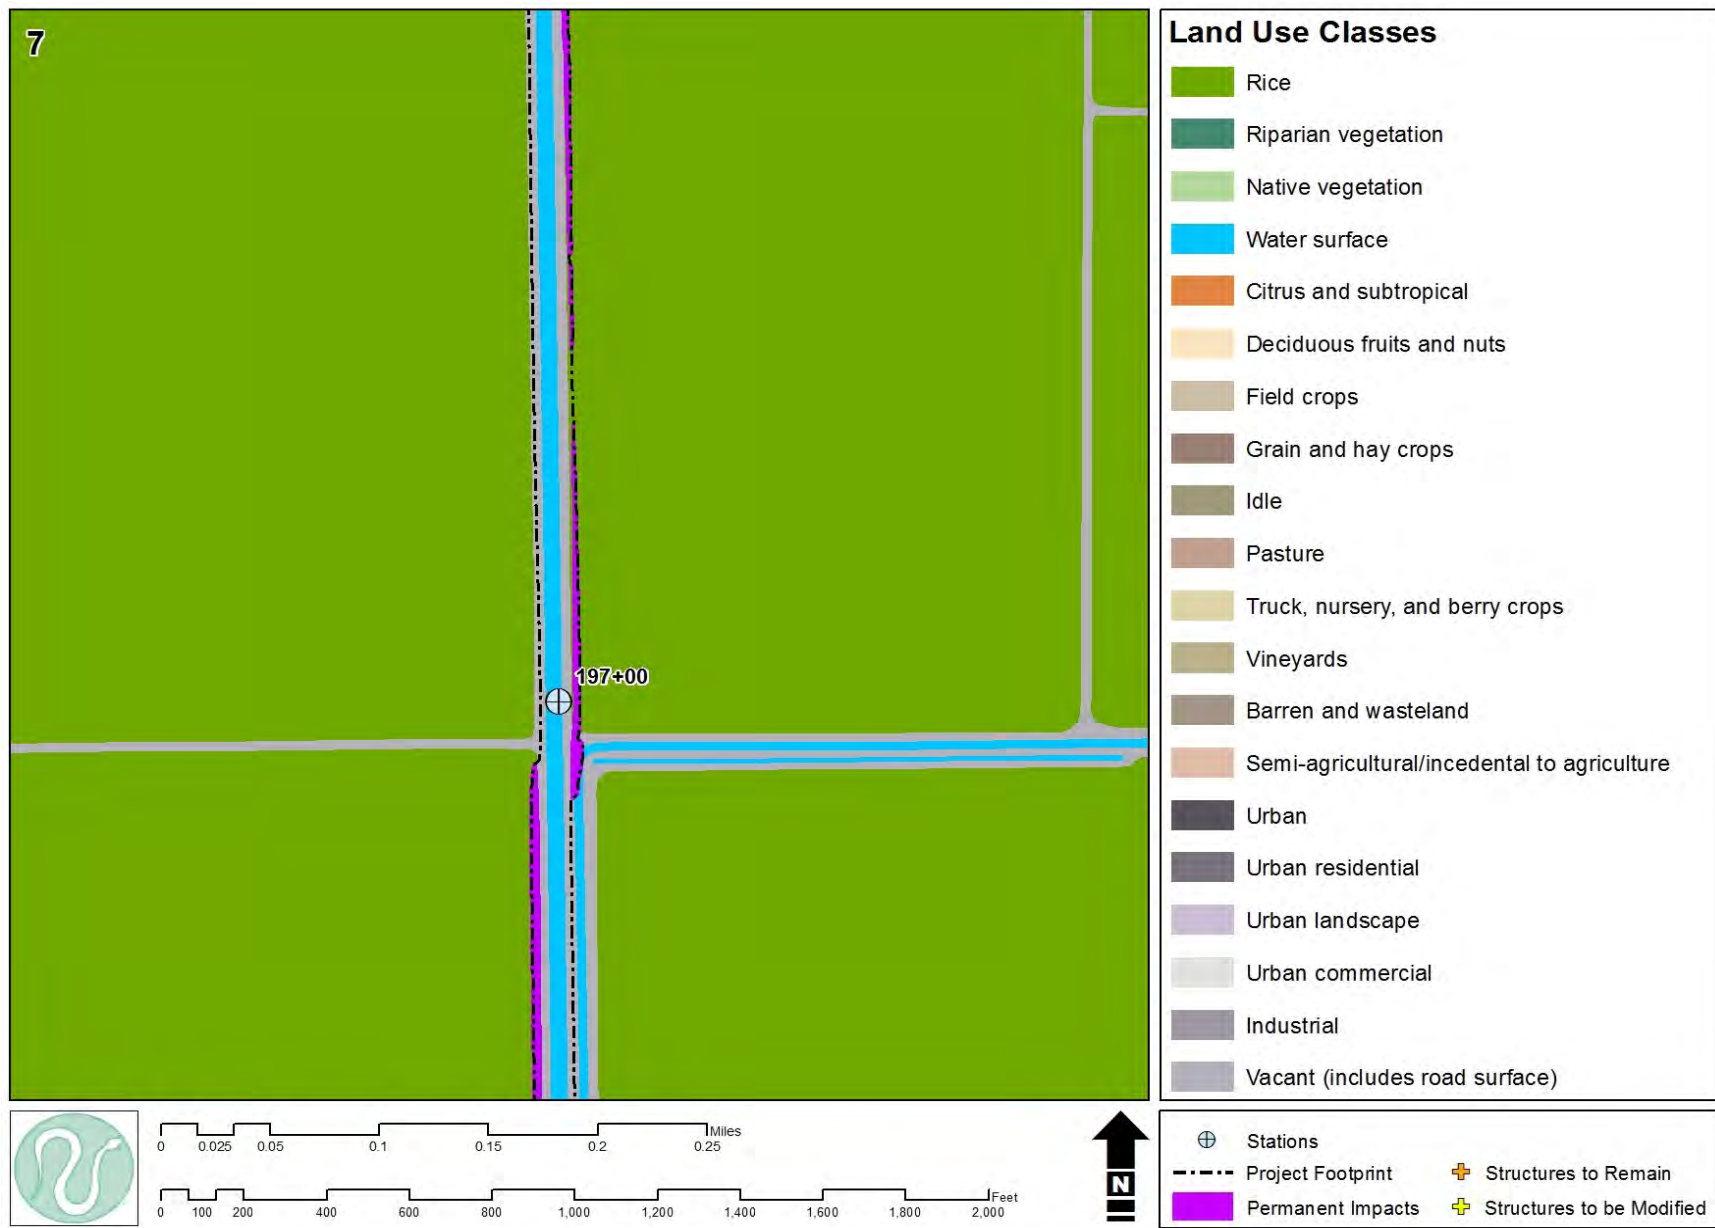 7
197+00
Land Use Classes
Rice
Riparian vegetation
Native vegetation
Water surface
Citrus and subtropical
Deciduous fruits and nuts
Field crops
Grain and hay crops
Idle
Pasture
Truck, nursery, and berry crops
Vineyards
Barren and wasteland
Semi-agricultural/incedental to agriculture
Urban
Urban residential
Urban landscape
Urban commercial
Industrial
Vacant (includes road surface)
Miles
0 0.025 0.05 0.1 0.15 0.2 0.25
Feet
0 100 200 400 600 800 1,000 1,200 1,400 1,600 1,800 2,000
N
Stations
Project Footprint
Permanent Impacts
Structures to Remain
Structures to be Modified